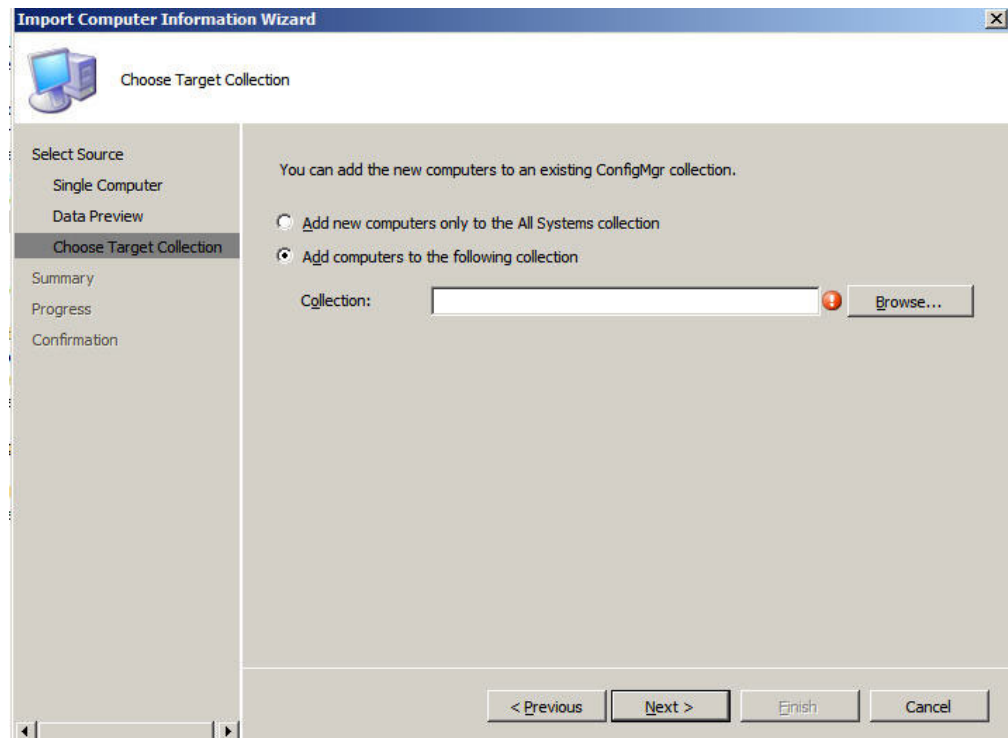 Import Computer Information Wizard
Choose Target Collection
Select Source
Single Computer
Data Preview
Choose Target Collection
Summary
Progress
Confirmation
You can add the new computers to an existing ConfigMgr collection.
Add new computers only to the All Systems collection
Add computers to the following collection
Collection:
Browse...
< Previous
Next >
Finish
Cancel